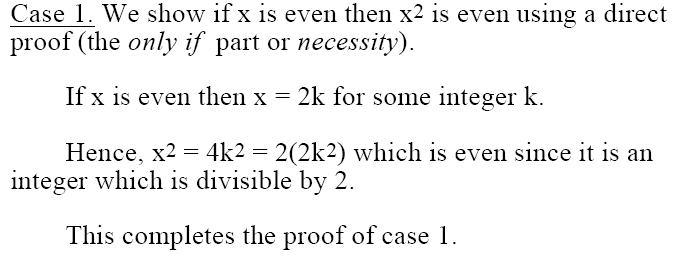 Case 1. We show if x is even then x2 is even using a direct
proof (the only if part or necessity).
If x is even then x = 2k for some integer k.
Hence, x2 = 4k2 = 2(2k2) which is even since it is an
integer which is divisible by 2.
This completes the proof of case 1.